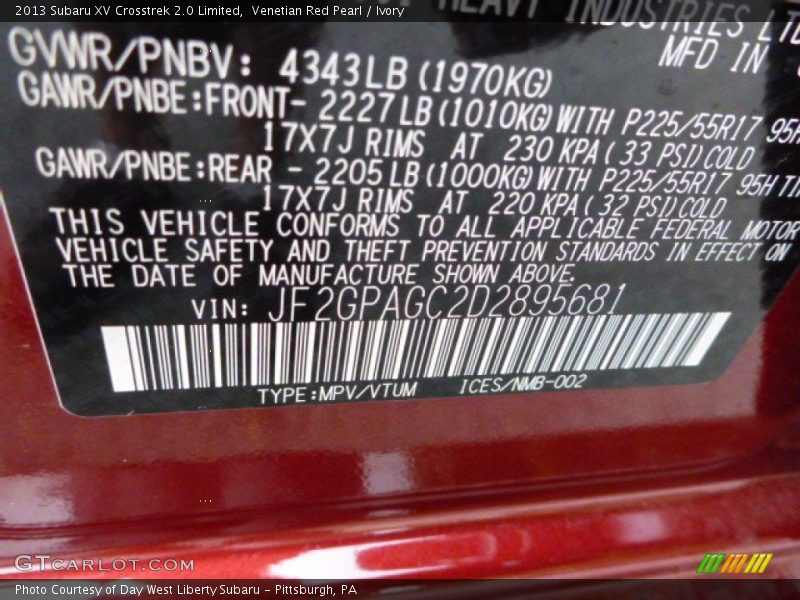 2013 Subaru XV Crosstrek 2.0 Limited, Venetian Red Pearl / Ivory
HEAVY INDUSTRIES LTD
MFD IN
GVWR/PNBV: 4343LB (1970KG)
GAWR/PNBE:FRONT- 2227LB (1010KG) WITH P225/55R17 95H
17X7J RIMS AT 230 KPA (33 PSI) COLD
GAWR/PNBE:REAR - 2205LB (1000KG) WITH P225/55R17 95H TI
17X7J RIMS AT 220 KPA (32 PSI) COLD
THIS VEHICLE CONFORMS TO ALL APPLICABLE FEDERAL MOTOR
VEHICLE SAFETY AND THEFT PREVENTION STANDARDS IN EFFECT ON
THE DATE OF MANUFACTURE SHOWN ABOVE.
VIN: JF2GPAGC2D2895681
TYPE:MPV/VTUM ICES/NMB-002
GTCARLOT.COM
Photo Courtesy of Day West Liberty Subaru - Pittsburgh, PA